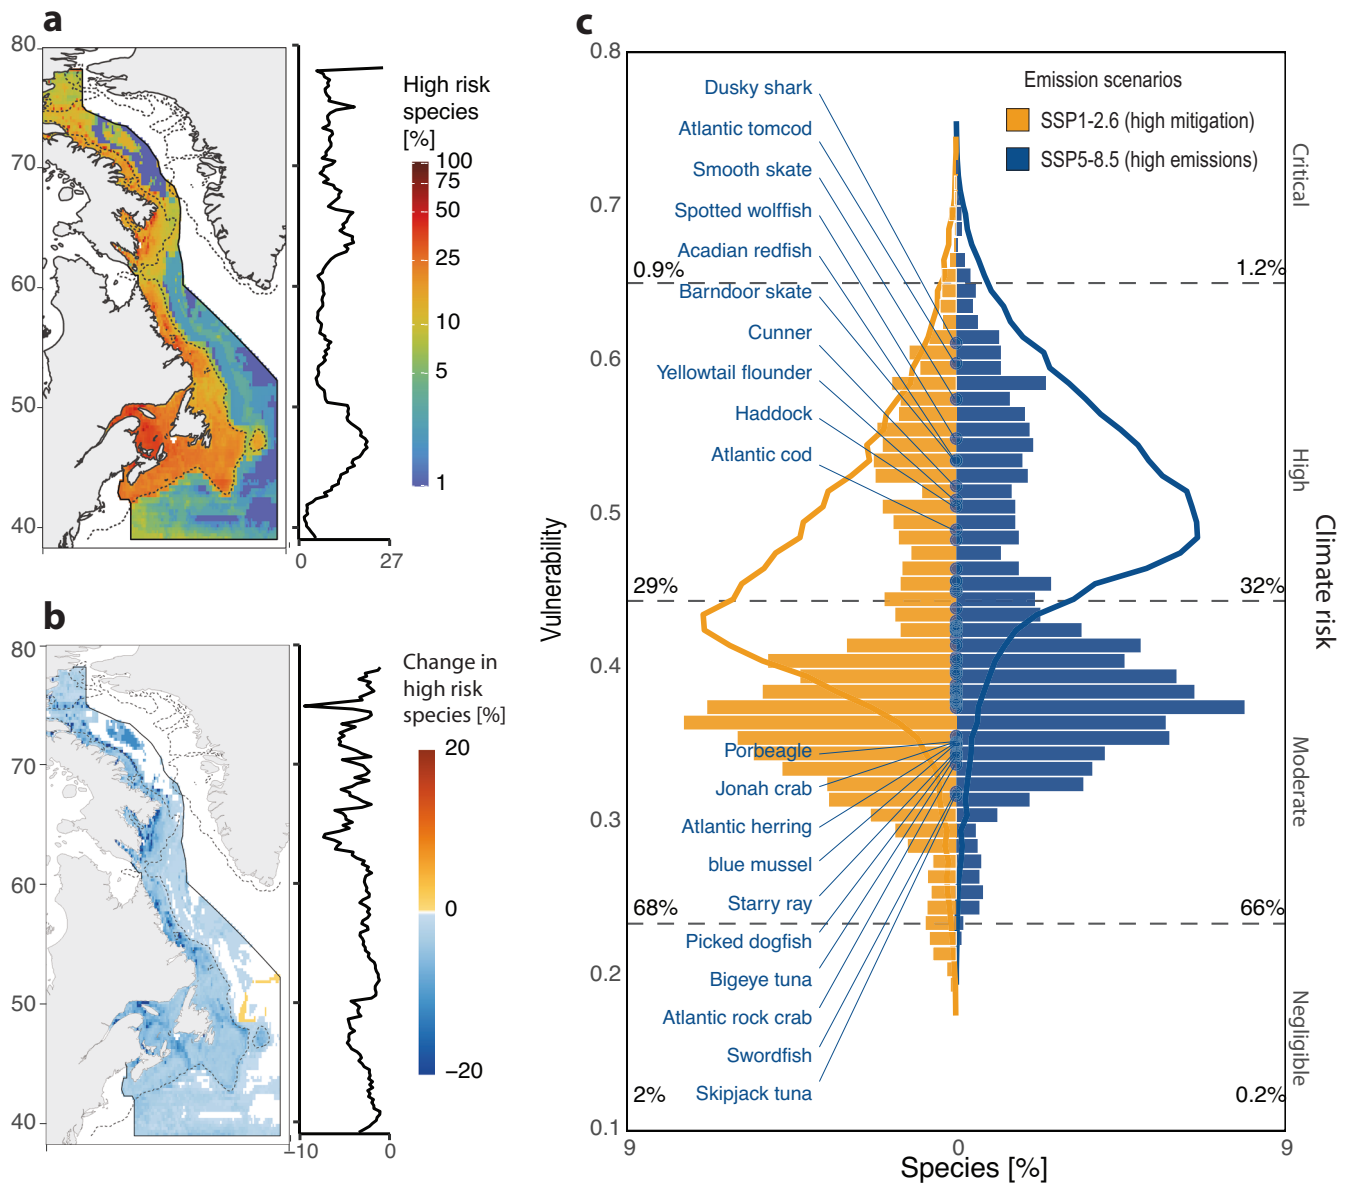 a
80
70
60
50
40
0
27
High risk
species
[%]
100
75
50
25
10
5
1
b
80
70
60
50
40
−10
0
Change in
high risk
species [%]
20
0
−20
c
0.8
0.7
0.6
0.5
0.4
0.3
0.2
0.1
Vulnerability
Emission scenarios
SSP1-2.6 (high mitigation)
SSP5-8.5 (high emissions)
Dusky shark
Atlantic tomcod
Smooth skate
Spotted wolffish
Acadian redfish
0.9%
1.2%
Barndoor skate
Cunner
Yellowtail flounder
Haddock
Atlantic cod
29%
32%
Porbeagle
Jonah crab
Atlantic herring
blue mussel
Starry ray
68%
66%
Picked dogfish
Bigeye tuna
Atlantic rock crab
Swordfish
Skipjack tuna
2%
0.2%
Critical
High
Moderate
Negligible
Climate risk
9
0
9
Species [%]